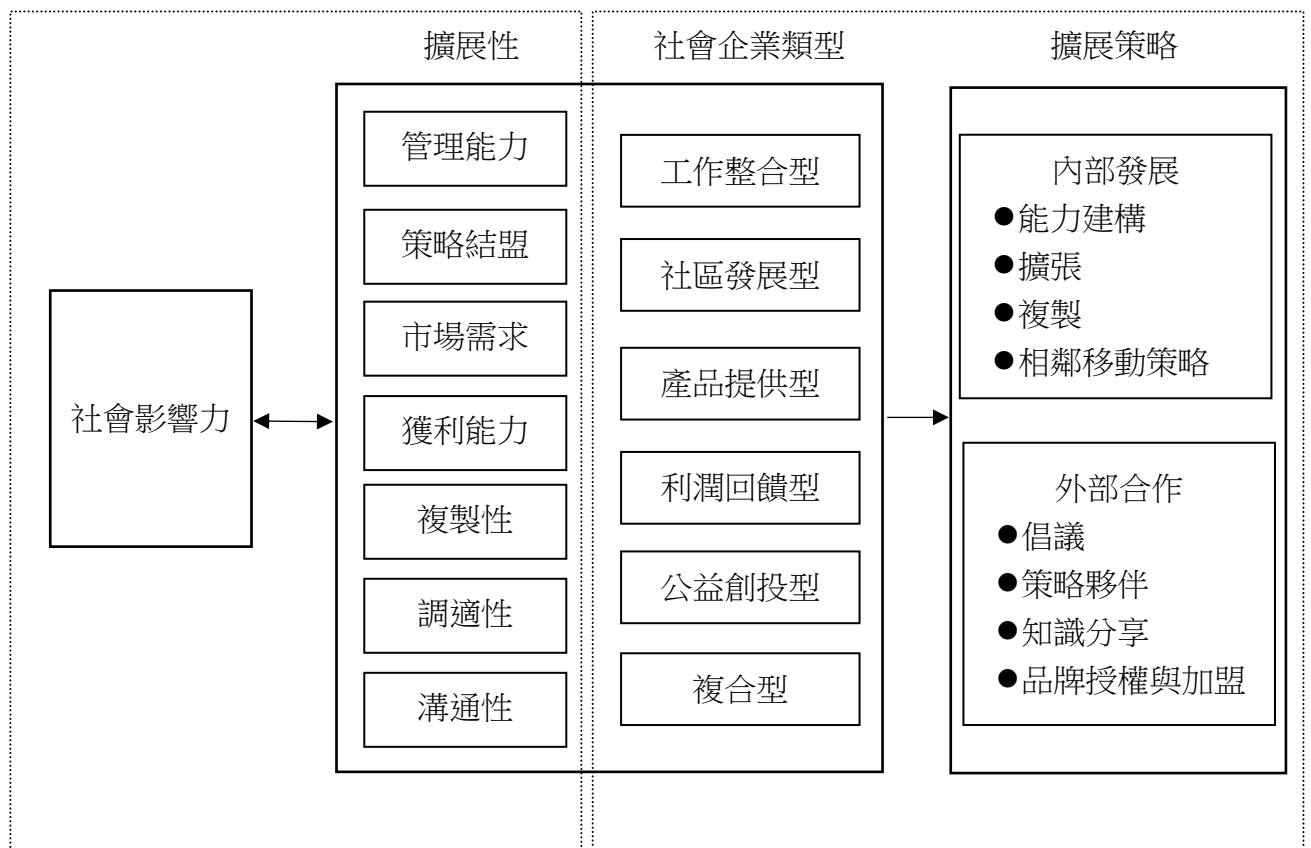 擴展性
社會企業類型
擴展策略
社會影響力
管理能力
策略結盟
市場需求
獲利能力
複製性
調適性
溝通性
工作整合型
社區發展型
產品提供型
利潤回饋型
公益創投型
複合型
內部發展
●能力建構
●擴張
●複製
●相鄰移動策略
外部合作
●倡議
●策略夥伴
●知識分享
●品牌授權與加盟